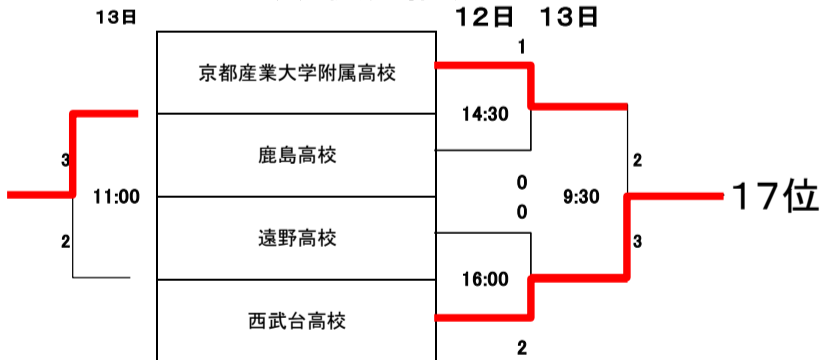 13日
12日 13日
1
京都産業大学附属高校
14:30
鹿島高校
3
2
11:00
0
9:30
17位
0
遠野高校
2
3
16:00
西武台高校
2